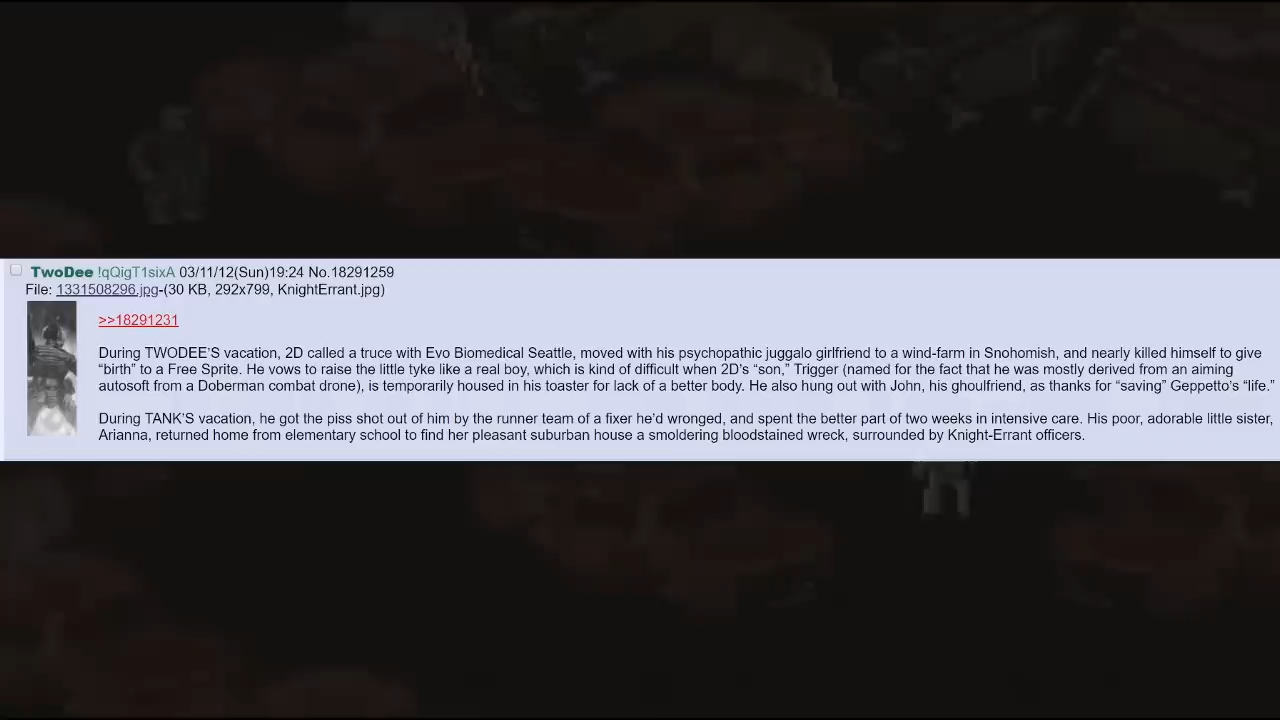 TwoDee !qQigT1sixA 03/11/12(Sun)19:24 No.18291259
File: 1331508296.jpg-(30 KB, 292x799, KnightErrant.jpg)
>>18291231
During TWODEE'S vacation, 2D called a truce with Evo Biomedical Seattle, moved with his psychopathic juggalo girlfriend to a wind-farm in Snohomish, and nearly killed himself to give
“birth” to a Free Sprite. He vows to raise the little tyke like a real boy, which is kind of difficult when 2D's “son,” Trigger (named for the fact that he was mostly derived from an aiming
autosoft from a Doberman combat drone), is temporarily housed in his toaster for lack of a better body. He also hung out with John, his ghoulfriend, as thanks for “saving” Geppetto's “life.”
During TANK'S vacation, he got the piss shot out of him by the runner team of a fixer he'd wronged, and spent the better part of two weeks in intensive care. His poor, adorable little sister,
Arianna, returned home from elementary school to find her pleasant suburban house a smoldering bloodstained wreck, surrounded by Knight-Errant officers.